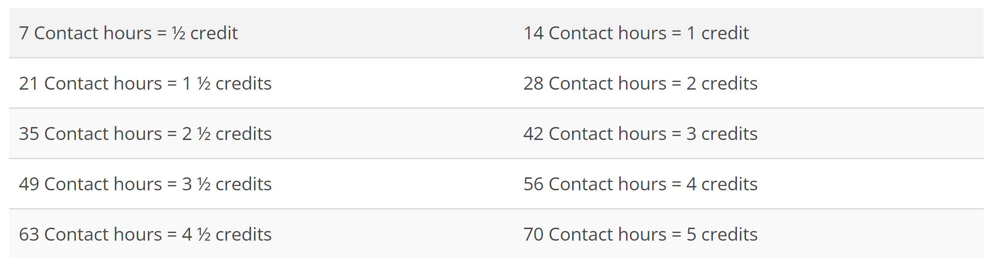 7 Contact hours = ½ credit
14 Contact hours = 1 credit
21 Contact hours = 1 ½ credits
28 Contact hours = 2 credits
35 Contact hours = 2 ½ credits
42 Contact hours = 3 credits
49 Contact hours = 3 ½ credits
56 Contact hours = 4 credits
63 Contact hours = 4 ½ credits
70 Contact hours = 5 credits